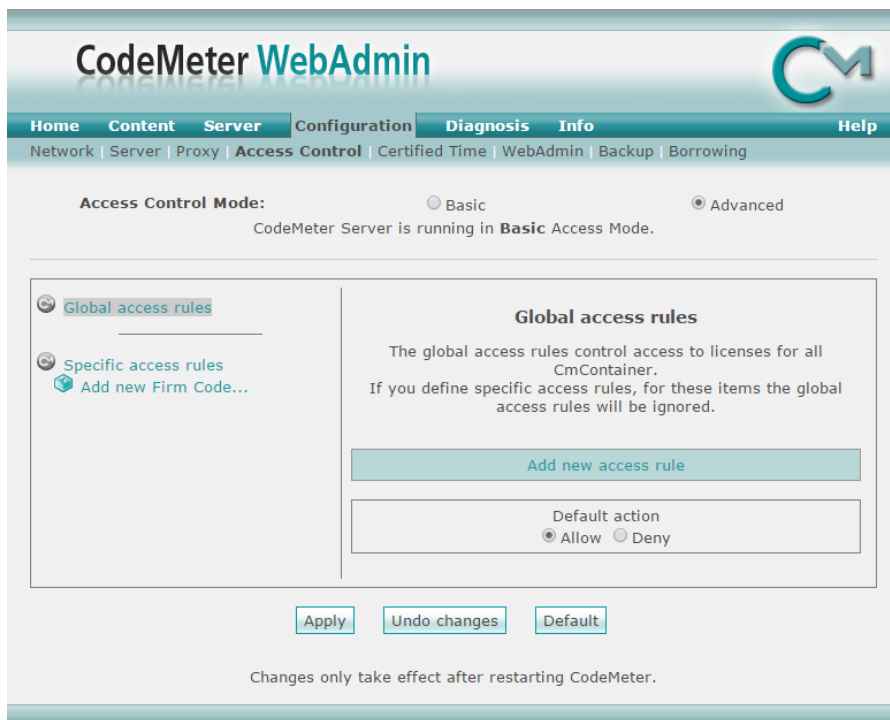 CodeMeter WebAdmin
CM
Home Content Server Configuration Diagnosis Info Help
Network | Server | Proxy | Access Control | Certified Time | WebAdmin | Backup | Borrowing
Access Control Mode: Basic Advanced
CodeMeter Server is running in Basic Access Mode.
Global access rules
Specific access rules
Add new Firm Code...
Global access rules
The global access rules control access to licenses for all
CmContainer.
If you define specific access rules, for these items the global
access rules will be ignored.
Add new access rule
Default action
Allow Deny
Apply Undo changes Default
Changes only take effect after restarting CodeMeter.